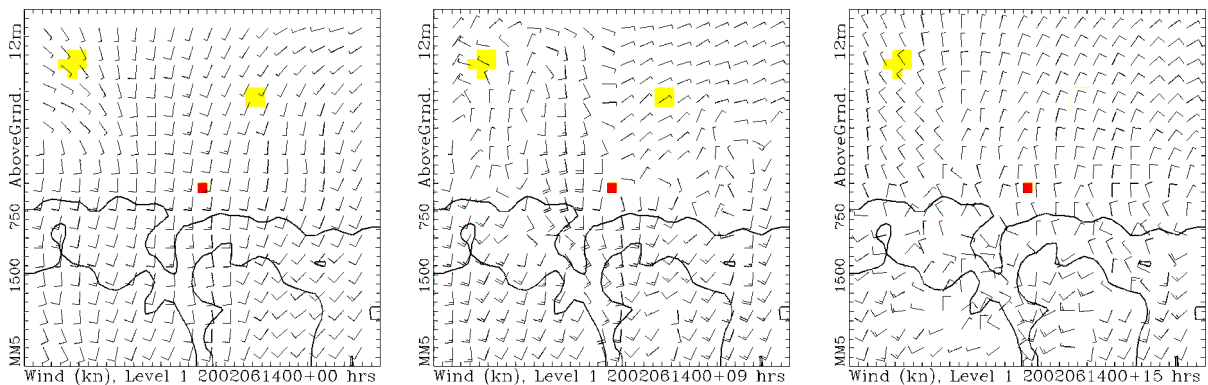 MM5 1500 750 AboveGrnd. 12m
Wind (kn), Level 1 2002061400+00 hrs
MM5 1500 750 AboveGrnd. 12m
Wind (kn), Level 1 2002061400+09 hrs
MM5 1500 750 AboveGrnd. 12m
Wind (kn), Level 1 2002061400+15 hrs